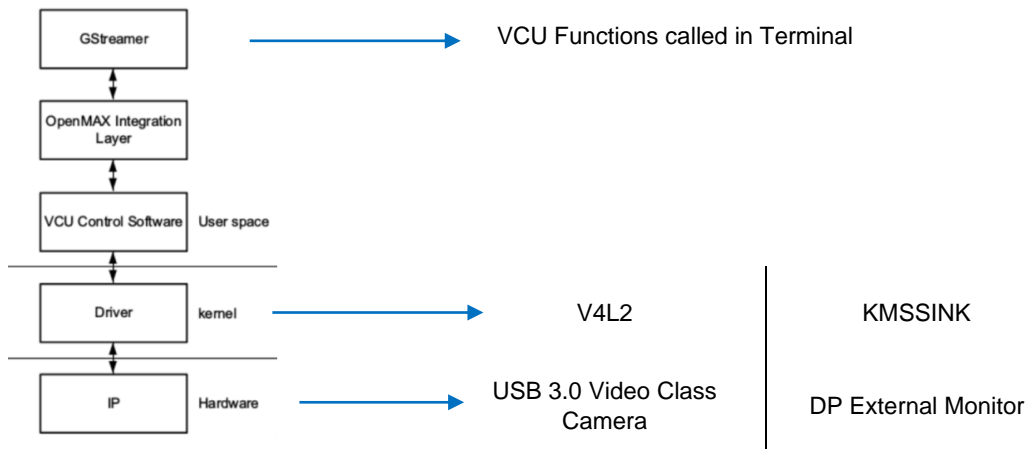 GStreamer
VCU Functions called in Terminal
OpenMAX Integration
Layer
VCU Control Software
User space
Driver
kernel
V4L2
KMSSINK
IP
Hardware
USB 3.0 Video Class
Camera
DP External Monitor